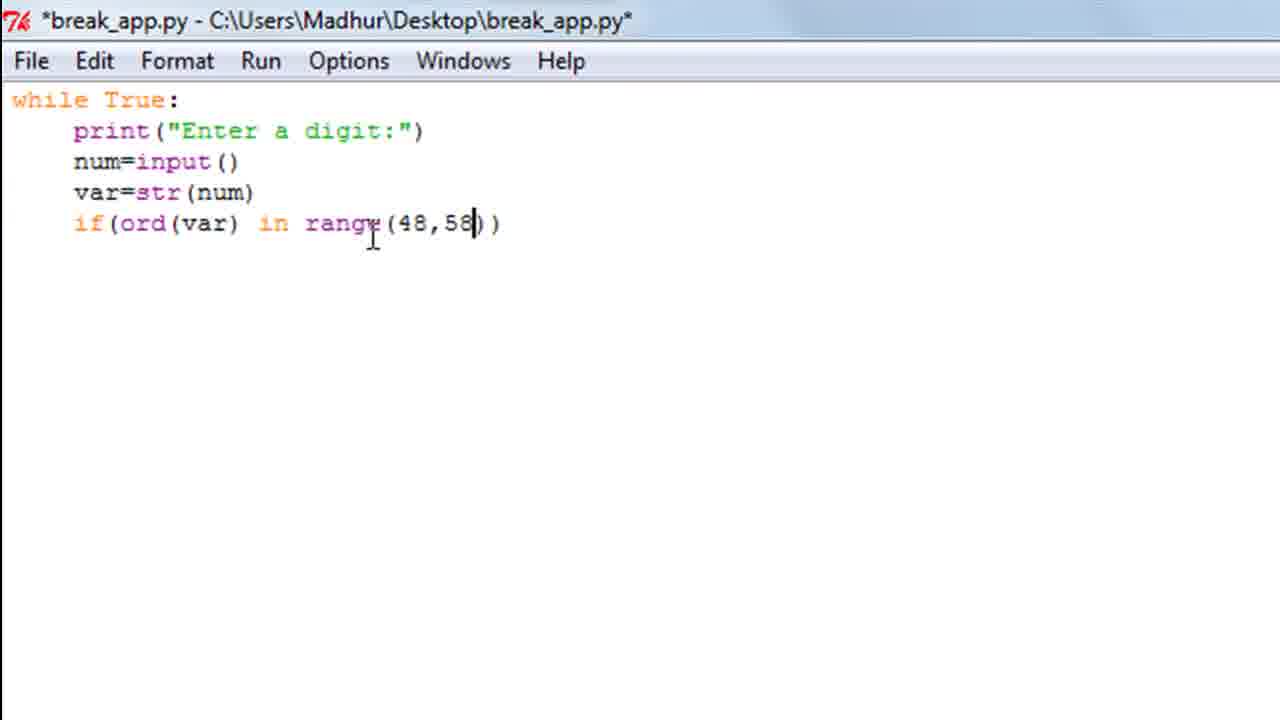 *break_app.py - C:\Users\Madhur\Desktop\break_app.py*
File Edit Format Run Options Windows Help
while True:
    print("Enter a digit:")
    num=input()
    var=str(num)
    if(ord(var) in range(48,58))